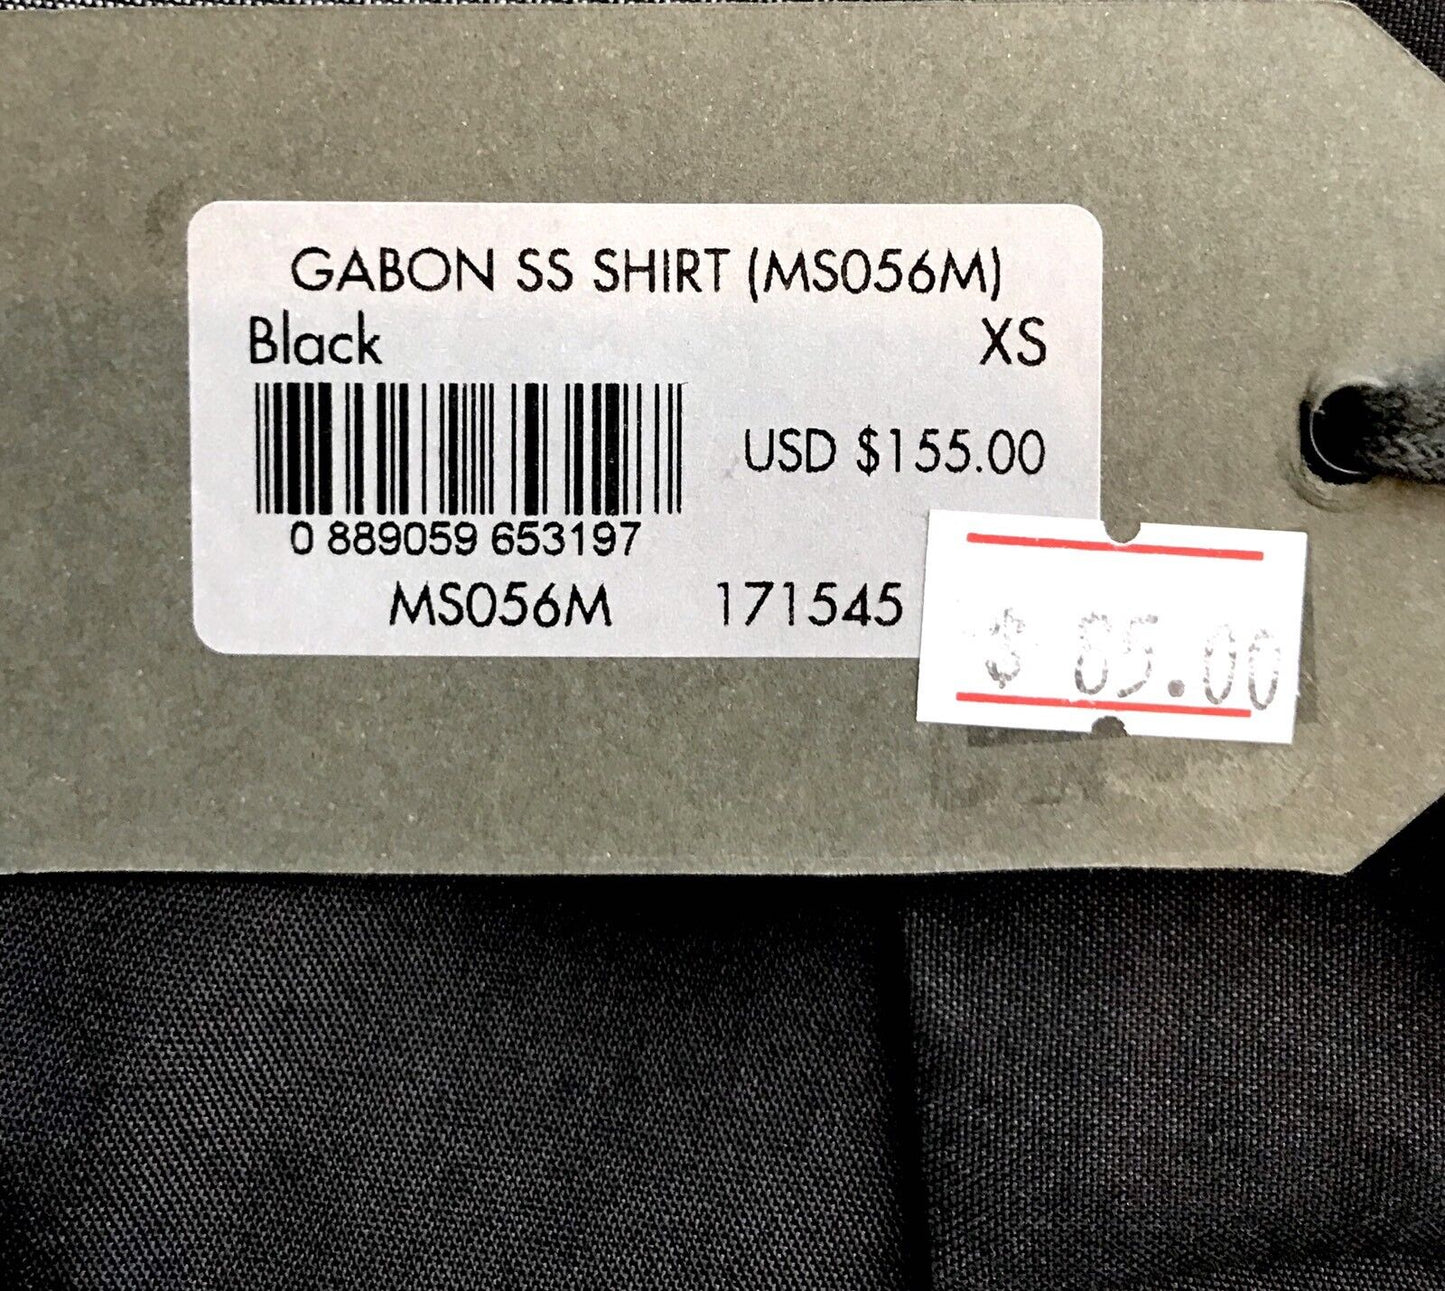 GABON SS SHIRT (MS056M)
Black XS
USD $155.00
0 889059 653197
MS056M 171545
$ 85.00